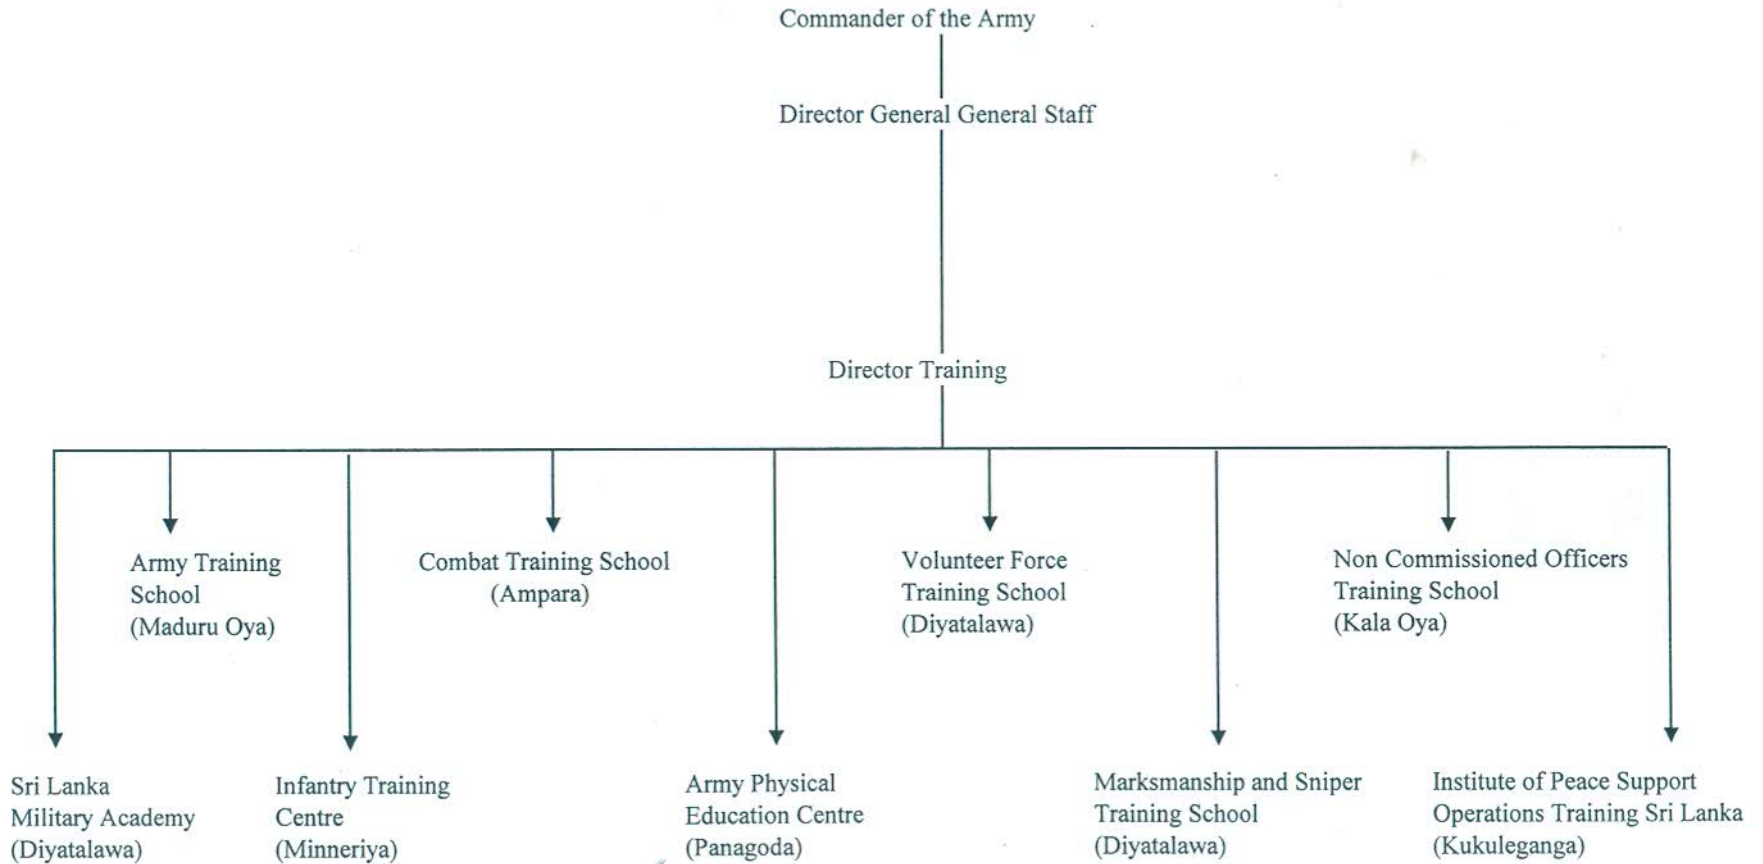 Commander of the Army
Director General General Staff
Director Training
Army Training
School
(Maduru Oya)
Combat Training School
(Ampara)
Volunteer Force
Training School
(Diyatalawa)
Non Commissioned Officers
Training School
(Kala Oya)
Sri Lanka
Military Academy
(Diyatalawa)
Infantry Training
Centre
(Minneriya)
Army Physical
Education Centre
(Panagoda)
Marksmanship and Sniper
Training School
(Diyatalawa)
Institute of Peace Support
Operations Training Sri Lanka
(Kukuleganga)